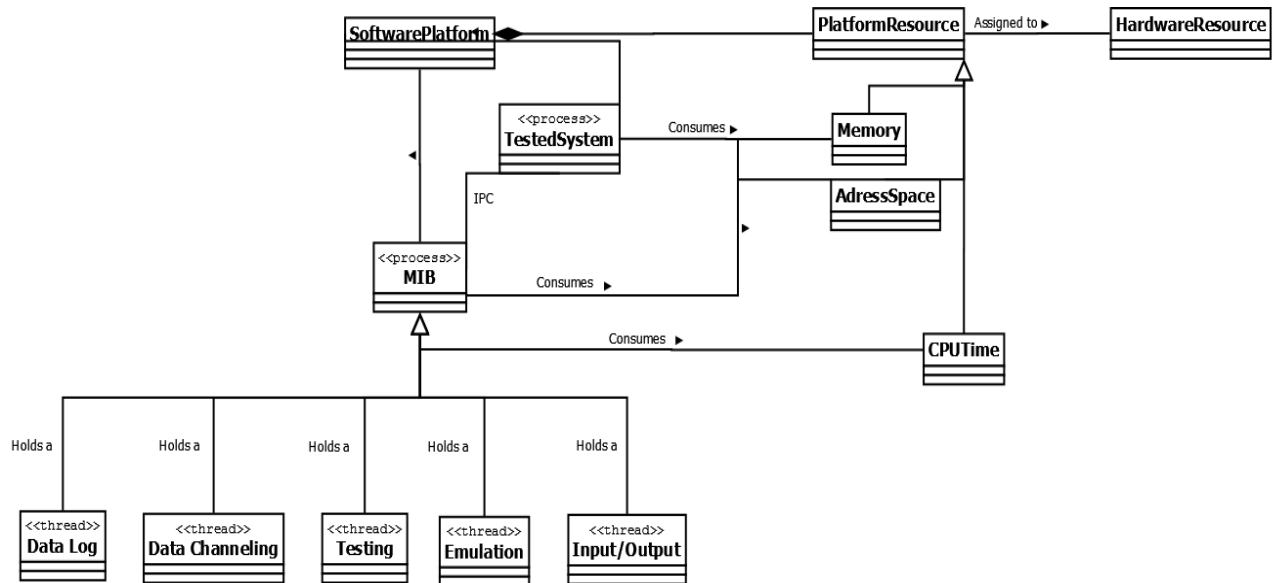 SoftwarePlatform
PlatformResource
Assigned to
HardwareResource
<<process>>
TestedSystem
Consumes
Memory
IPC
AdressSpace
<<process>>
MIB
Consumes
Consumes
CPUTime
Holds a
Holds a
Holds a
Holds a
Holds a
<<thread>>
Data Log
<<thread>>
Data Channeling
<<thread>>
Testing
<<thread>>
Emulation
<<thread>>
Input/Output